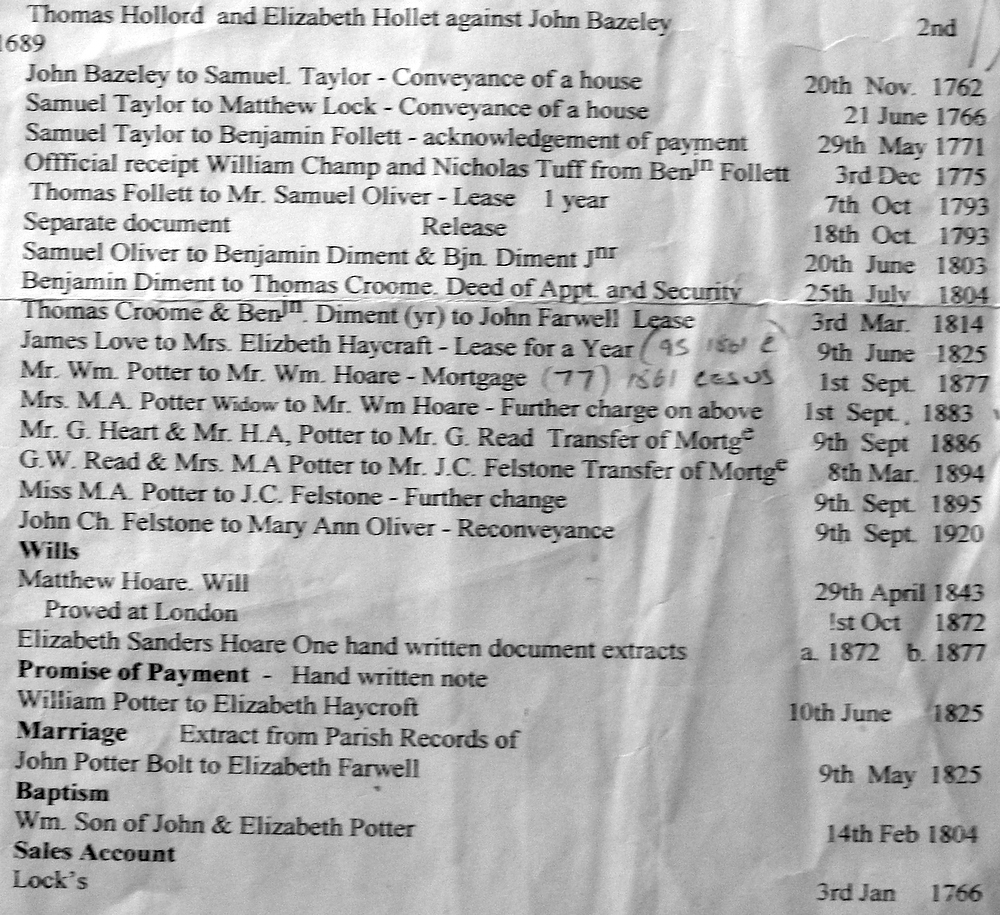 Thomas Hollord and Elizabeth Hollet against John Bazeley 2nd
1689
John Bazeley to Samuel. Taylor - Conveyance of a house 20th Nov. 1762
Samuel Taylor to Matthew Lock - Conveyance of a house 21 June 1766
Samuel Taylor to Benjamin Follett - acknowledgement of payment 29th May 1771
Offficial receipt William Champ and Nicholas Tuff from Benjn Follett 3rd Dec 1775
Thomas Follett to Mr. Samuel Oliver - Lease 1 year 7th Oct 1793
Separate document Release 18th Oct. 1793
Samuel Oliver to Benjamin Diment & Bjn. Diment Jnr 20th June 1803
Benjamin Diment to Thomas Croome. Deed of Appt. and Security 25th July 1804
Thomas Croome & Benjn. Diment (yr) to John Farwell Lease 3rd Mar. 1814
James Love to Mrs. Elizbeth Haycraft - Lease for a Year (95 1861 c 9th June 1825
Mr. Wm. Potter to Mr. Wm. Hoare - Mortgage (77) 1861 cesus 1st Sept. 1877
Mrs. M.A. Potter Widow to Mr. Wm Hoare - Further charge on above 1st Sept. 1883
Mr. G. Heart & Mr. H.A, Potter to Mr. G. Read Transfer of Mortge 9th Sept 1886
G.W. Read & Mrs. M.A Potter to Mr. J.C. Felstone Transfer of Mortge 8th Mar. 1894
Miss M.A. Potter to J.C. Felstone - Further change 9th. Sept. 1895
John Ch. Felstone to Mary Ann Oliver - Reconveyance 9th Sept. 1920
Wills
Matthew Hoare. Will 29th April 1843
Proved at London 1st Oct 1872
Elizabeth Sanders Hoare One hand written document extracts a. 1872 b. 1877
Promise of Payment - Hand written note
William Potter to Elizabeth Haycroft 10th June 1825
Marriage Extract from Parish Records of
John Potter Bolt to Elizabeth Farwell 9th May 1825
Baptism
Wm. Son of John & Elizabeth Potter 14th Feb 1804
Sales Account
Lock's 3rd Jan 1766